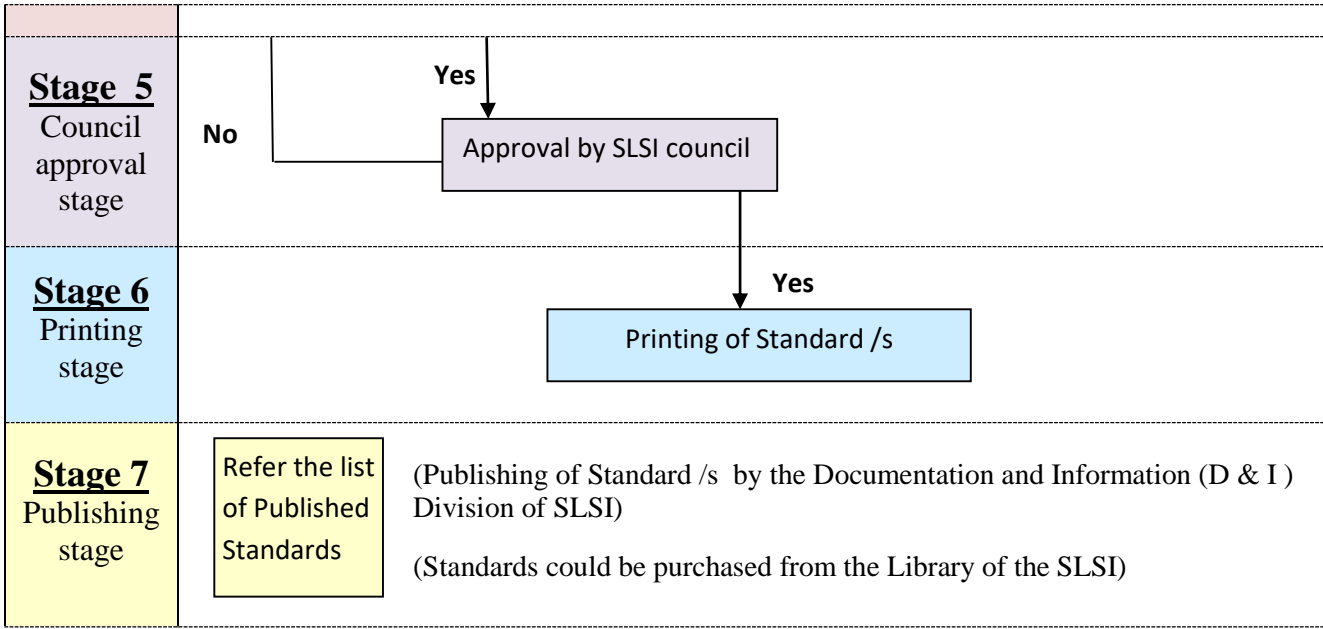 Stage 5
Council
approval
stage
No
Yes
Approval by SLSI council
Stage 6
Printing
stage
Yes
Printing of Standard /s
Stage 7
Publishing
stage
Refer the list
of Published
Standards
(Publishing of Standard /s by the Documentation and Information (D & I )
Division of SLSI)
(Standards could be purchased from the Library of the SLSI)